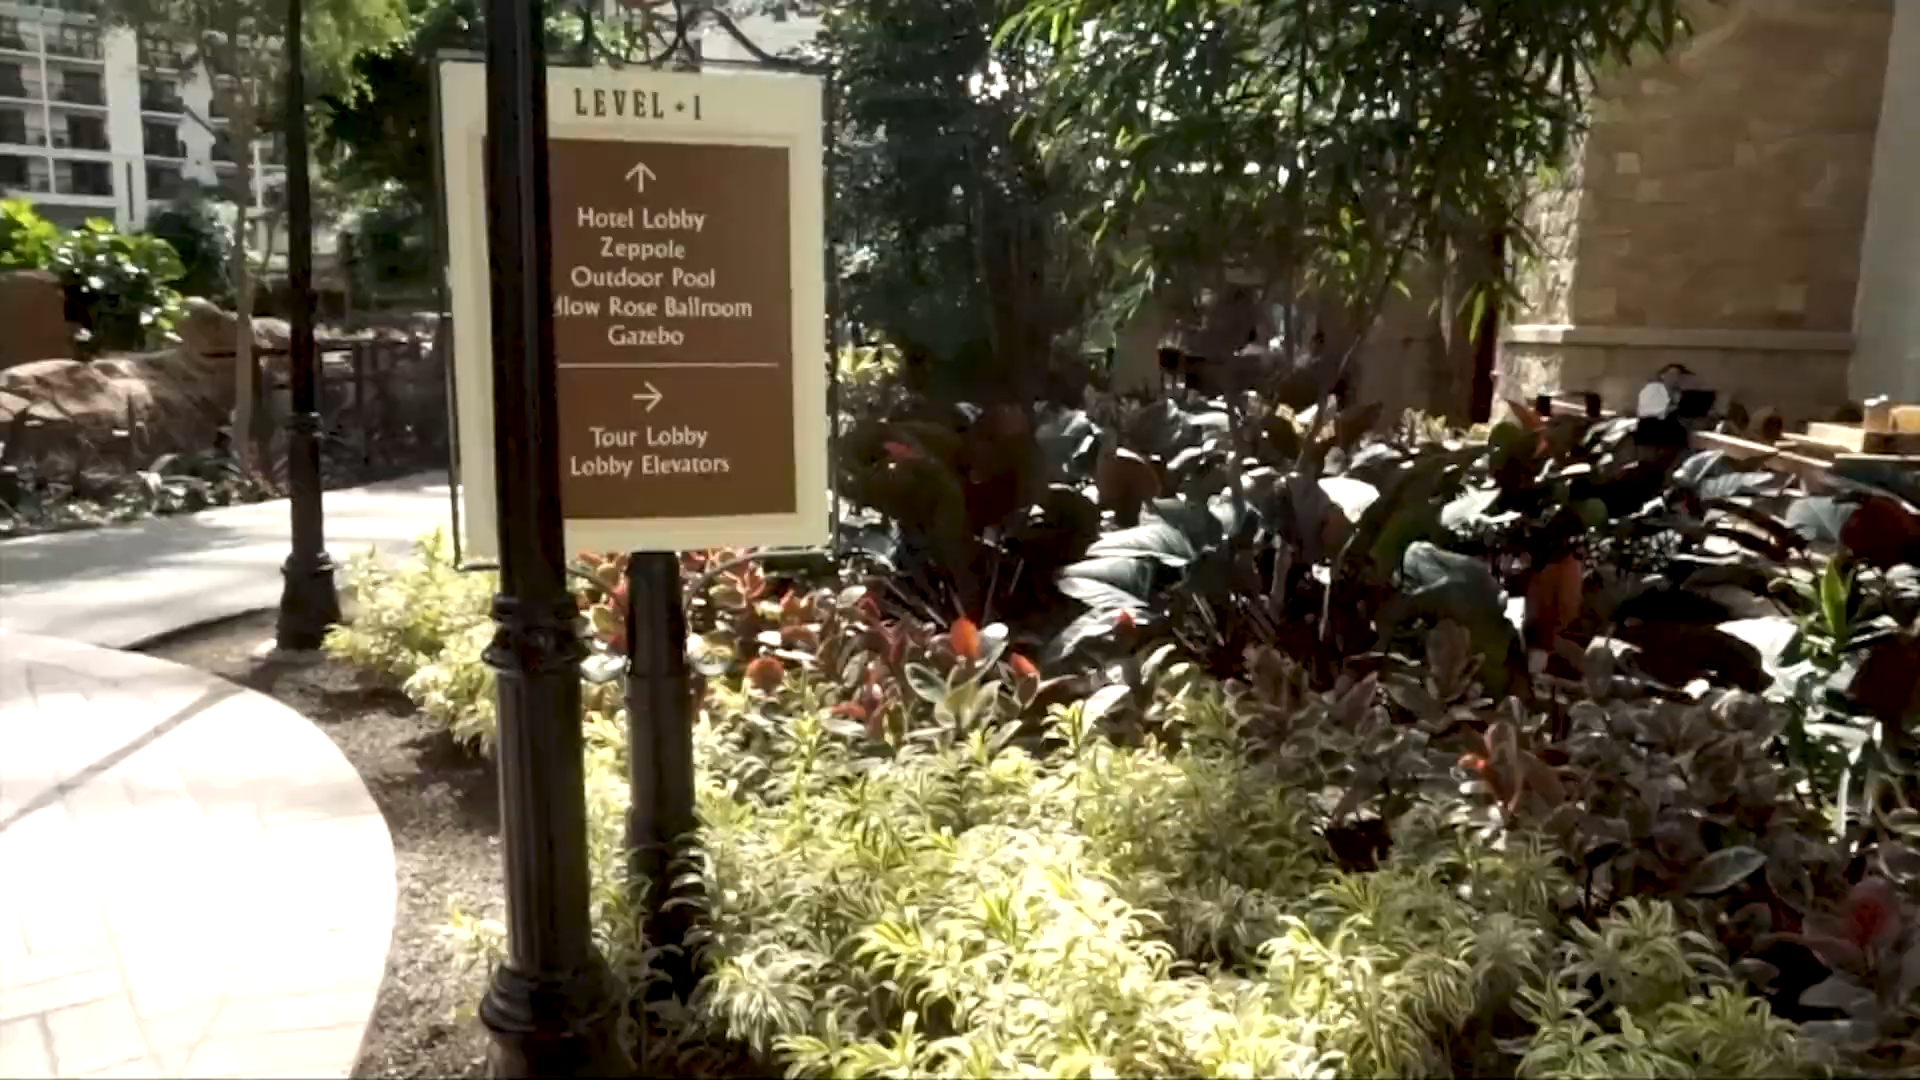 LEVEL • 1
↑
Hotel Lobby
Zeppole
Outdoor Pool
llow Rose Ballroom
Gazebo
→
Tour Lobby
Lobby Elevators